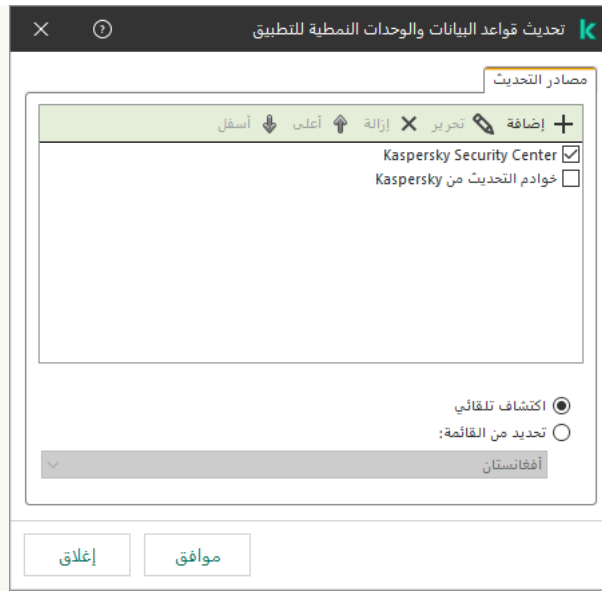 تحديث قواعد البيانات والوحدات النمطية للتطبيق
مصادر التحديث
إضافة تحرير إزالة أعلى أسفل
Kaspersky Security Center
خوادم التحديث من Kaspersky
اكتشاف تلقائي
تحديد من القائمة:
أفغانستان
موافق إغلاق